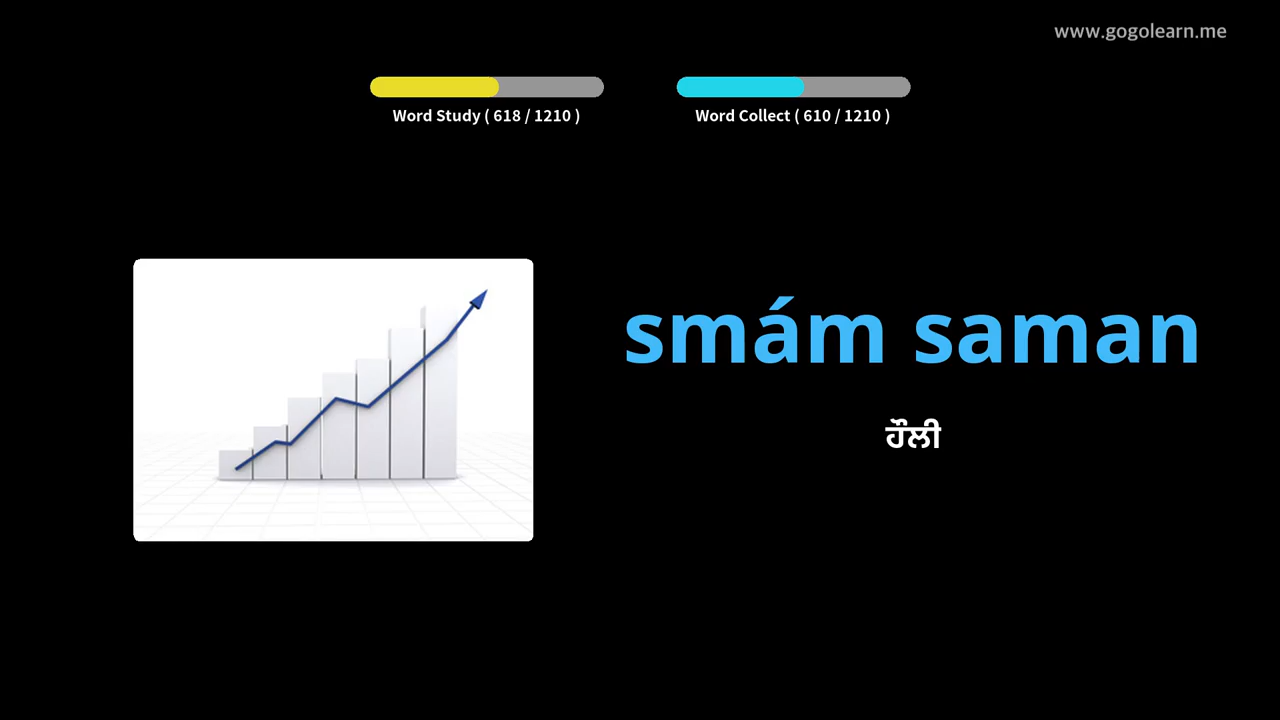 www.gogolearn.me
Word Study ( 618 / 1210 )
Word Collect ( 610 / 1210 )
smám saman
ਹੌਲੀ